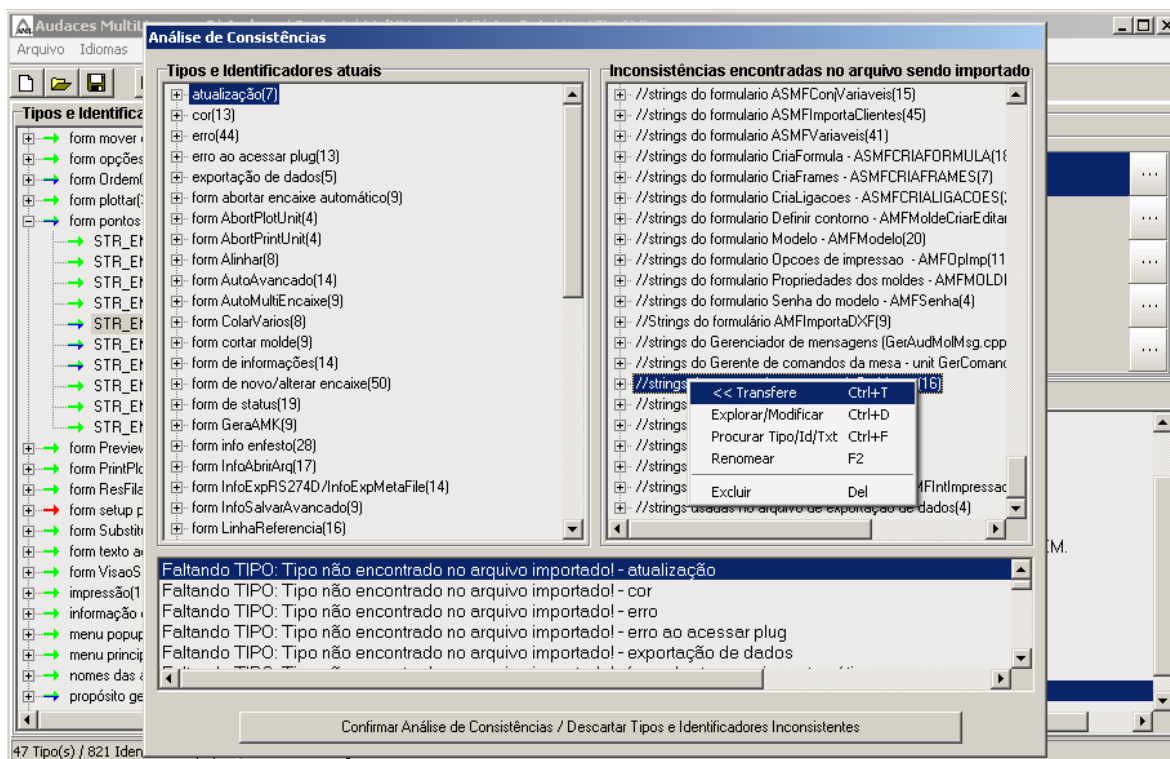 Audaces MultiL
Arquivo Idiomas
Análise de Consistências
Tipos e Identificadores atuais
atualização(7)
cor(13)
erro(44)
erro ao acessar plug(13)
exportação de dados(5)
form abortar encaixe automático(9)
form AbortPlotUnit(4)
form AbortPrintUnit(4)
form Alinhar(8)
form AutoAvancado(14)
form AutoMultiEncaixe(9)
form ColarVarios(8)
form cortar molde(9)
form de informações(14)
form de novo/alterar encaixe(50)
form de status(19)
form GeraAMK(9)
form info enfesto(28)
form InfoAbrirArq(17)
form InfoExpRS274D/InfoExpMetaFile(14)
form InfoSalvarAvancado(9)
form LinhaReferencia(16)
Inconsistências encontradas no arquivo sendo importado
//strings do formulario ASMFConjVariaveis(15)
//strings do formulario ASMFImportaClientes(45)
//strings do formulario ASMFVariaveis(41)
//strings do formulario CriaFormula - ASMFCRIAFORMULA(18
//strings do formulario CriaFrames - ASMFCRIAFRAMES(7)
//strings do formulario CriaLigacoes - ASMFCRIALIGACOES(
//strings do formulario Definir contorno - AMFMoldeCriarEditar
//strings do formulario Modelo - AMFModelo(20)
//strings do formulario Opcoes de impressao - AMFOpImp(11
//strings do formulario Propriedades dos moldes - AMFMOLD
//strings do formulario Senha do modelo - AMFSenha(4)
//Strings do formulário AMFImportaDXF(9)
//strings do Gerenciador de mensagens (GerAudMolMsg.cpp
//strings do Gerente de comandos da mesa - unit GerComand
//strings (16)
//strings
//strings
//strings
//strings
//strings MFIntImpressac
//strings usadas no arquivo de exportação de dados(4)
<< Transfere Ctrl+T
Explorar/Modificar Ctrl+D
Procurar Tipo/Id/Txt Ctrl+F
Renomear F2
Excluir Del
Tipos e Identifica
form mover
form opções
form Ordem(
form plottar(
form pontos
STR_EN
STR_EN
STR_EN
STR_EN
STR_EN
STR_EN
STR_EN
STR_EN
STR_EN
STR_EN
form Preview
form PrintPlo
form ResFila
form setup p
form Substit
form texto a
form VisaoS
impressão(1
informação
menu popup
menu princip
nomes das a
propósito ge
...
...
...
...
...
EM.
Faltando TIPO: Tipo não encontrado no arquivo importado! - atualização
Faltando TIPO: Tipo não encontrado no arquivo importado! - cor
Faltando TIPO: Tipo não encontrado no arquivo importado! - erro
Faltando TIPO: Tipo não encontrado no arquivo importado! - erro ao acessar plug
Faltando TIPO: Tipo não encontrado no arquivo importado! - exportação de dados
Confirmar Análise de Consistências / Descartar Tipos e Identificadores Inconsistentes
47 Tipo(s) / 821 Iden